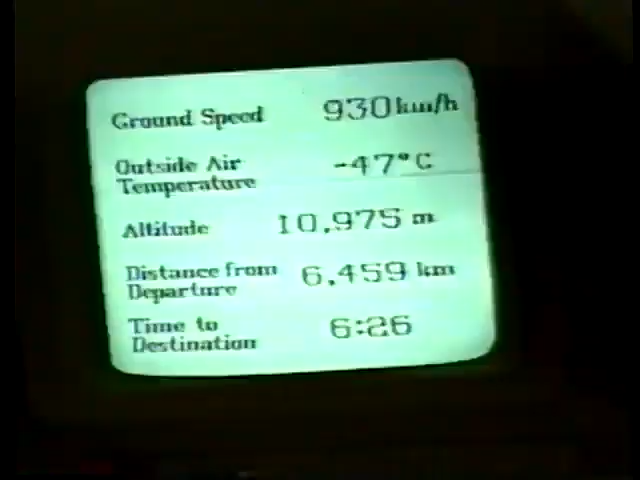 Ground Speed 930 km/h
Outside Air
Temperature -47°C
Altitude 10,975 m
Distance from
Departure 6,459 km
Time to
Destination 6:26